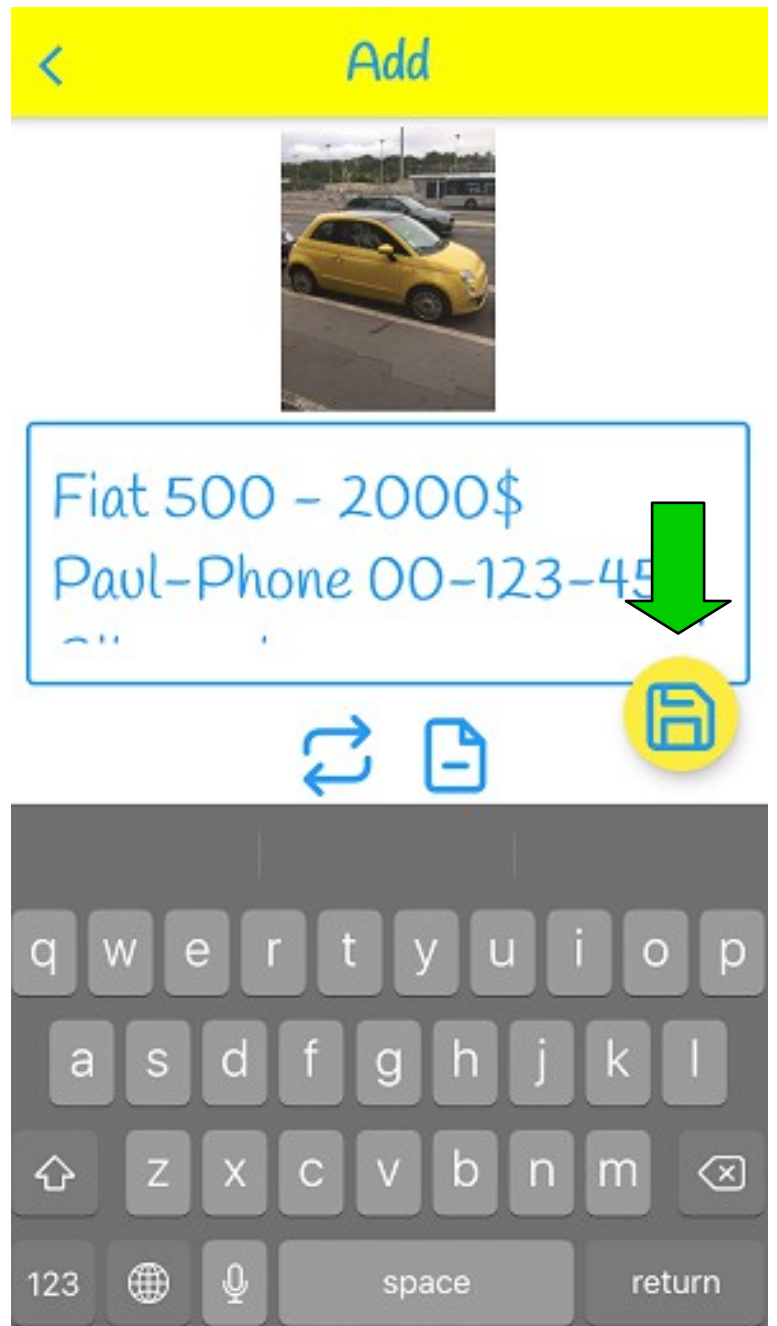 Add
Fiat 500 - 2000$
Paul-Phone 00-123-45
q w e r t y u i o p
a s d f g h j k l
z x c v b n m
123 space return